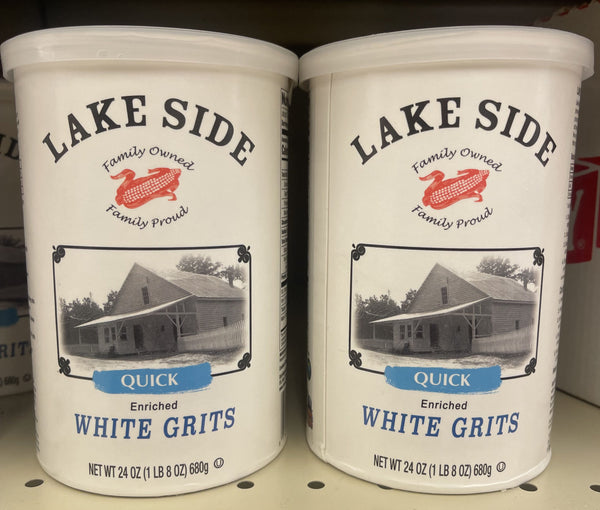 LAKE SIDE
Family Owned
Family Proud
QUICK
Enriched
WHITE GRITS
NET WT 24 OZ (1 LB 8 OZ) 680g
LAKE SIDE
Family Owned
Family Proud
QUICK
Enriched
WHITE GRITS
NET WT 24 OZ (1 LB 8 OZ) 680g